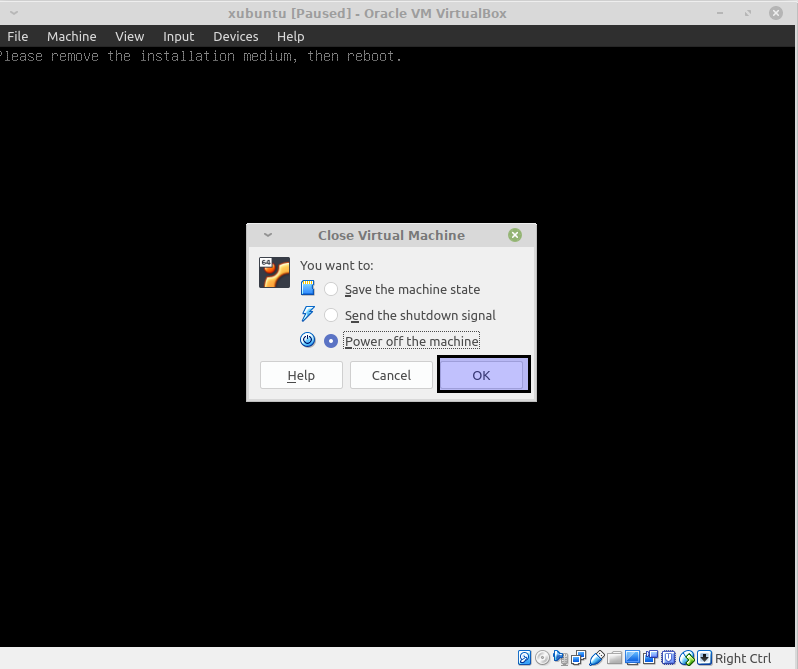 xubuntu [Paused] - Oracle VM VirtualBox
File Machine View Input Devices Help
Please remove the installation medium, then reboot.
Close Virtual Machine
64
You want to:
Save the machine state
Send the shutdown signal
Power off the machine
Help Cancel OK
Right Ctrl